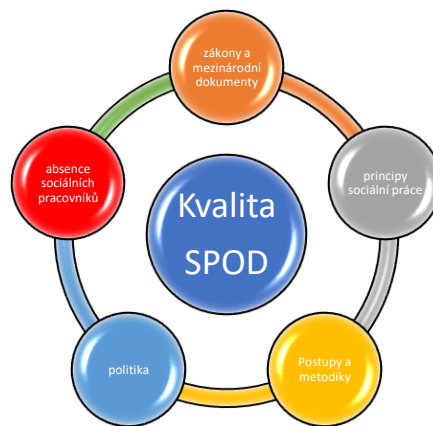 zákony a
mezinárodní
dokumenty
principy
sociální práce
Postupy a
metodiky
politika
absence
sociálních
pracovníků
Kvalita
SPOD